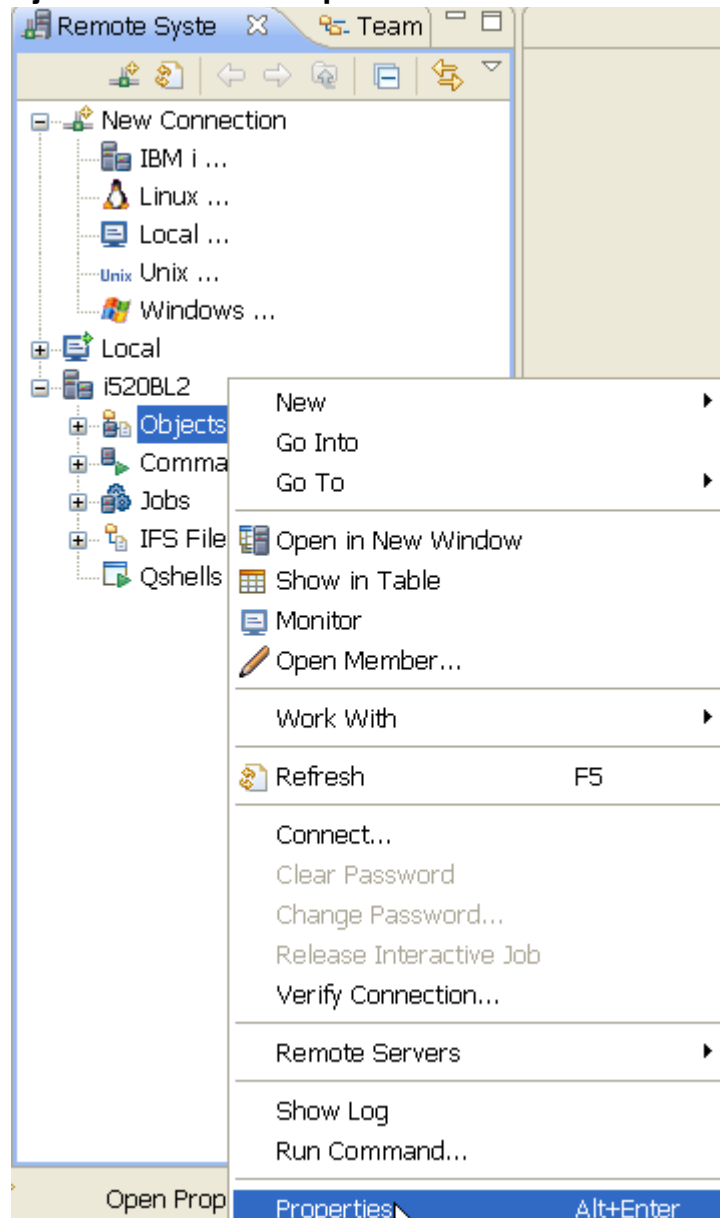 Remote Syste Team
New Connection
IBM i ...
Linux ...
Local ...
Unix Unix ...
Windows ...
Local
i520BL2
Objects
Comma
Jobs
IFS File
Qshells
New
Go Into
Go To
Open in New Window
Show in Table
Monitor
Open Member...
Work With
Refresh F5
Connect...
Clear Password
Change Password...
Release Interactive Job
Verify Connection...
Remote Servers
Show Log
Run Command...
Open Prop
Properties Alt+Enter